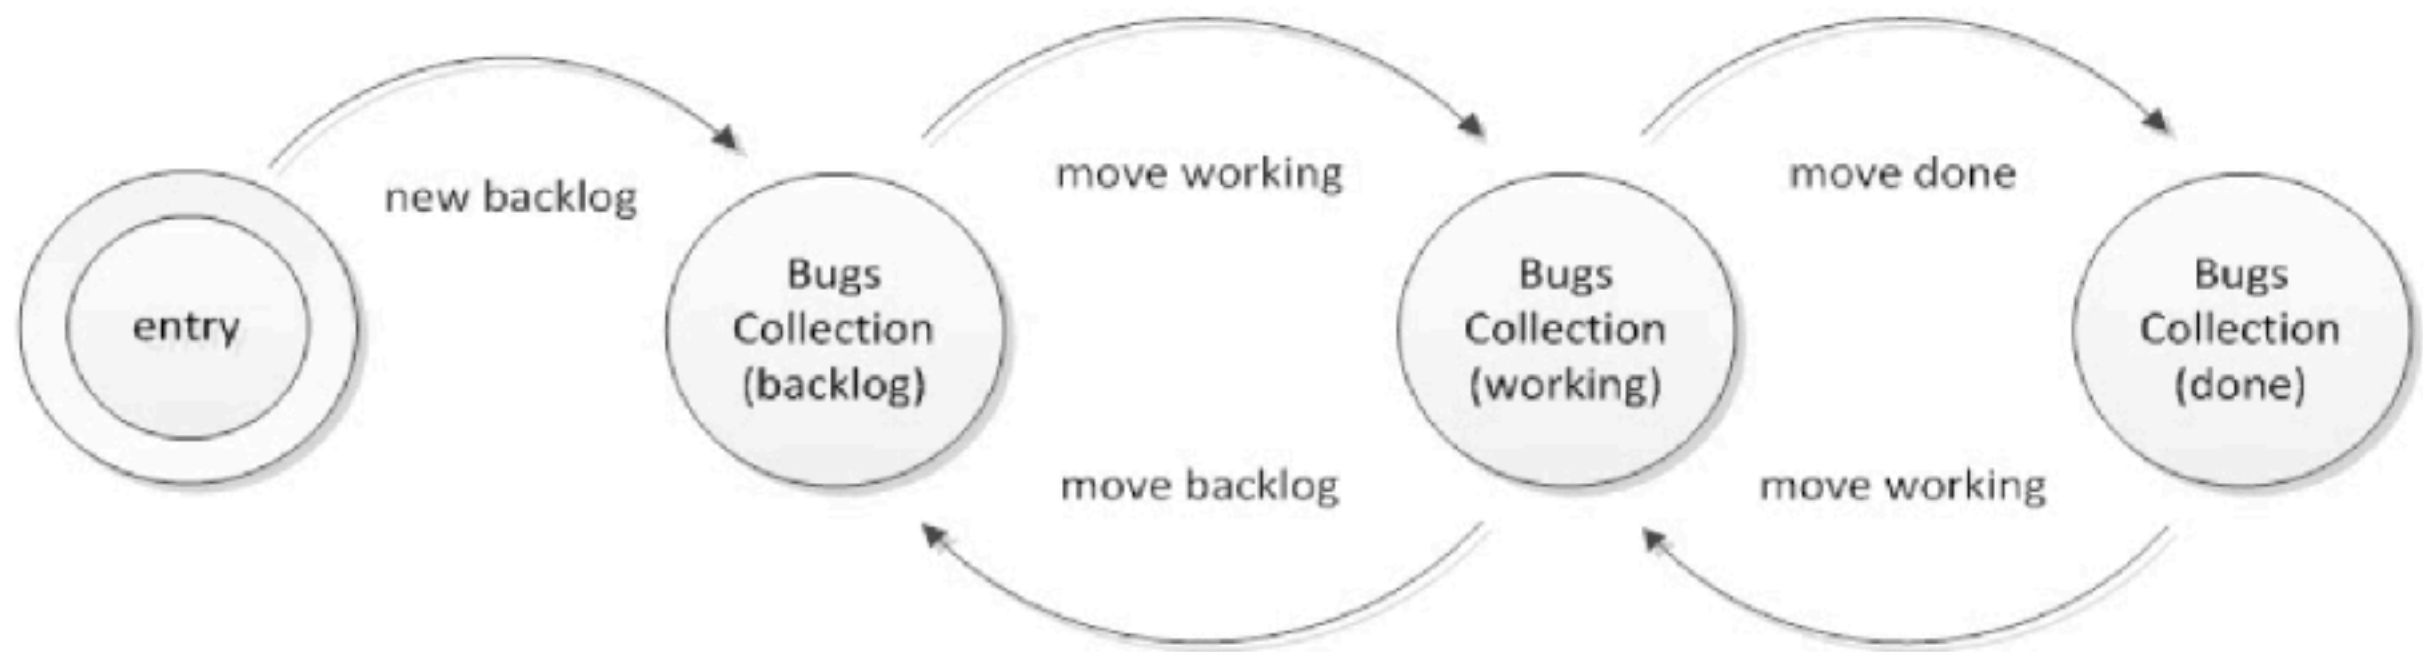 new backlog
move working
move done
entry
Bugs
Collection
(backlog)
Bugs
Collection
(working)
Bugs
Collection
(done)
move backlog
move working